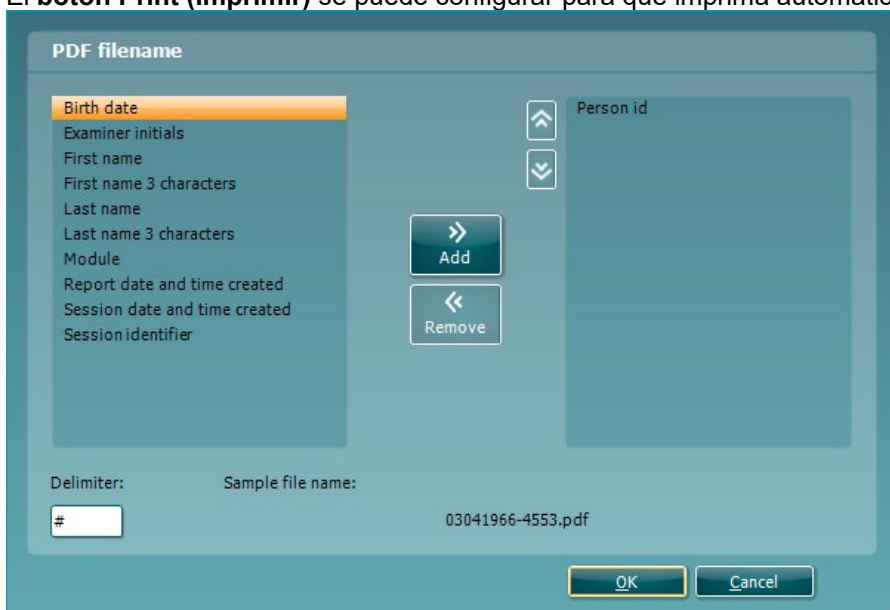 El botón Print (Imprimir) se puede configurar para que imprima automátic
PDF filename
Birth date
Examiner initials
First name
First name 3 characters
Last name
Last name 3 characters
Module
Report date and time created
Session date and time created
Session identifier
Add
Remove
Person id
Delimiter:
Sample file name:
#
03041966-4553.pdf
OK
Cancel